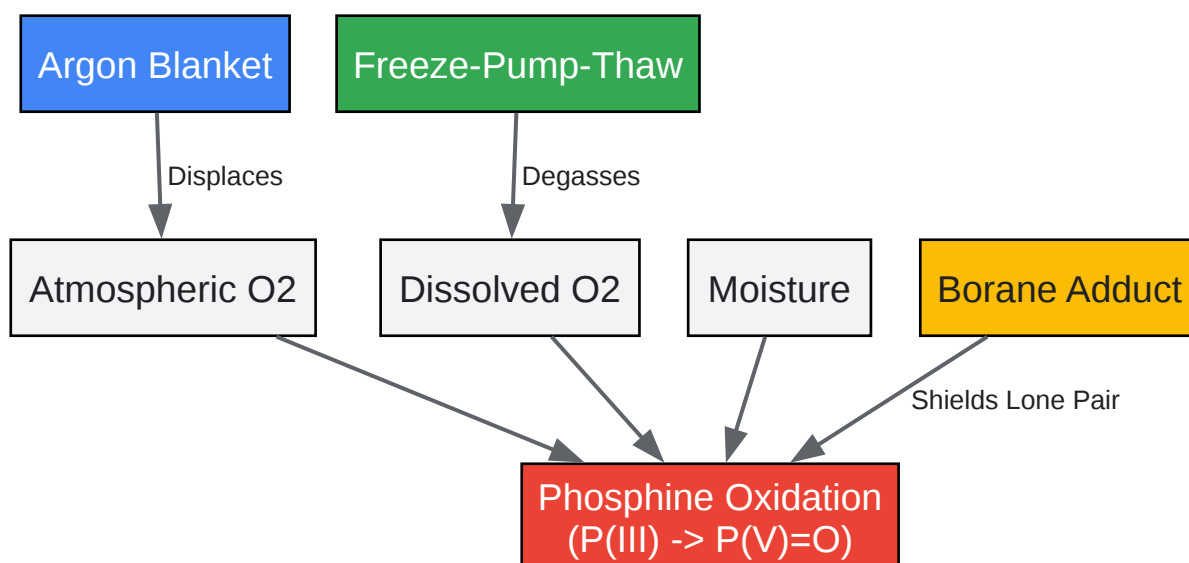 Argon Blanket
Freeze-Pump-Thaw
Displaces
Degasses
Atmospheric O2
Dissolved O2
Moisture
Borane Adduct
Shields Lone Pair
Phosphine Oxidation
(P(III) -> P(V)=O)